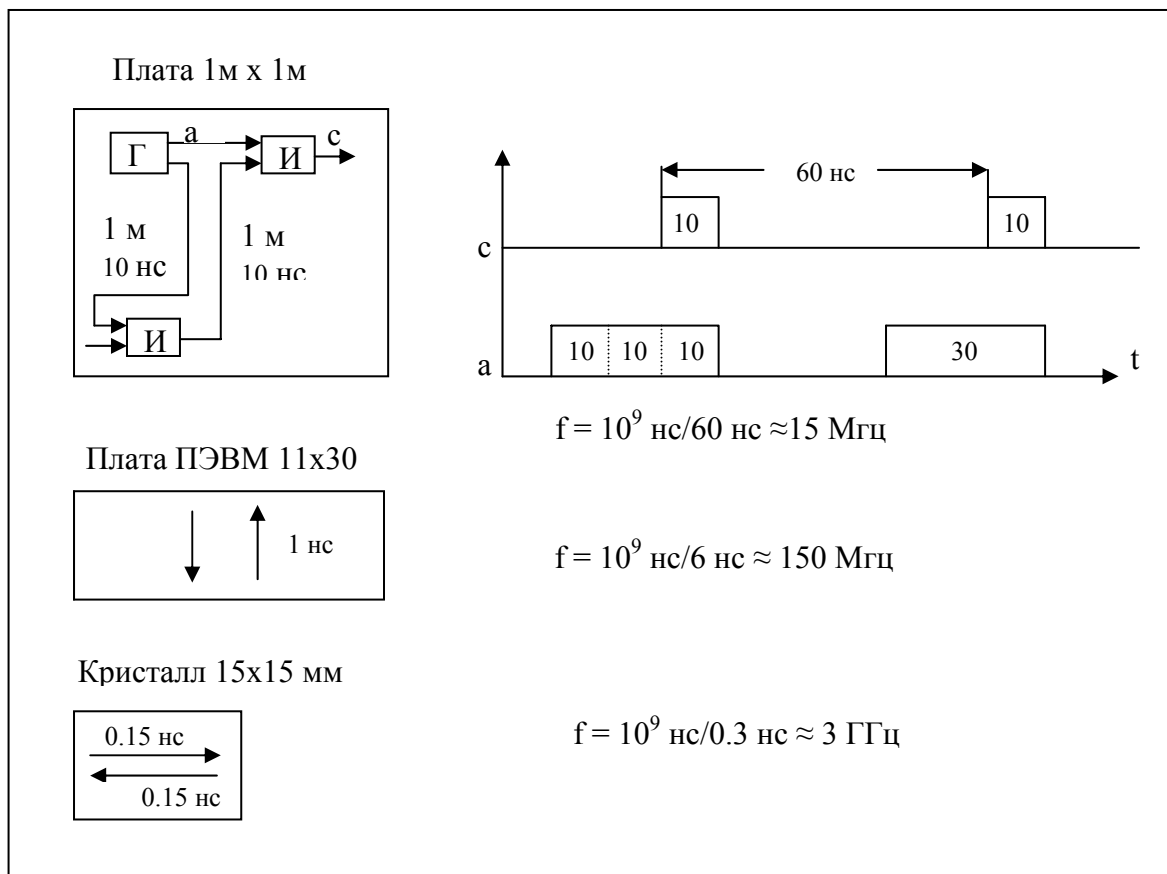 Плата 1м x 1м
a
c
Г
И
1 м
10 нс
1 м
10 нс
И
60 нс
10
10
c
10
10
10
30
a
t
f = 10⁹ нс/60 нс ≈15 Мгц
Плата ПЭВМ 11x30
1 нс
f = 10⁹ нс/6 нс ≈ 150 Мгц
Кристалл 15x15 мм
0.15 нс
0.15 нс
f = 10⁹ нс/0.3 нс ≈ 3 ГГц